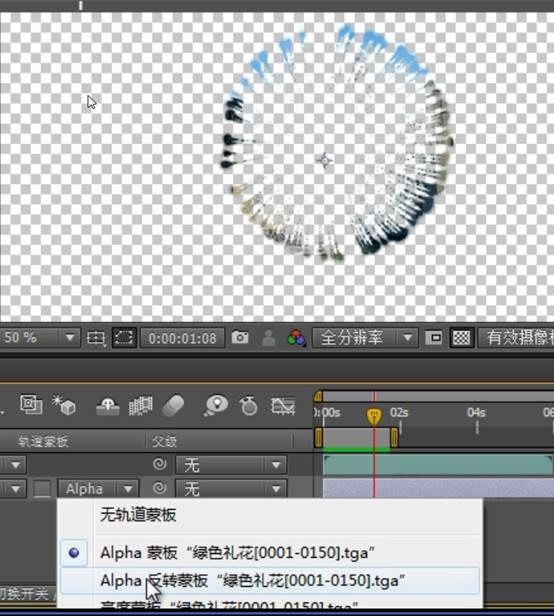 50 %
0:00:01:08
全分辨率
有效摄像机
:00s
02s
04s
06
轨道蒙板
父级
无
Alpha
无
无轨道蒙板
Alpha 蒙板“绿色礼花[0001-0150].tga”
Alpha 反转蒙板“绿色礼花[0001-0150].tga”
切换开关 /
亮度蒙板“绿色礼花[0001-0150].tga”